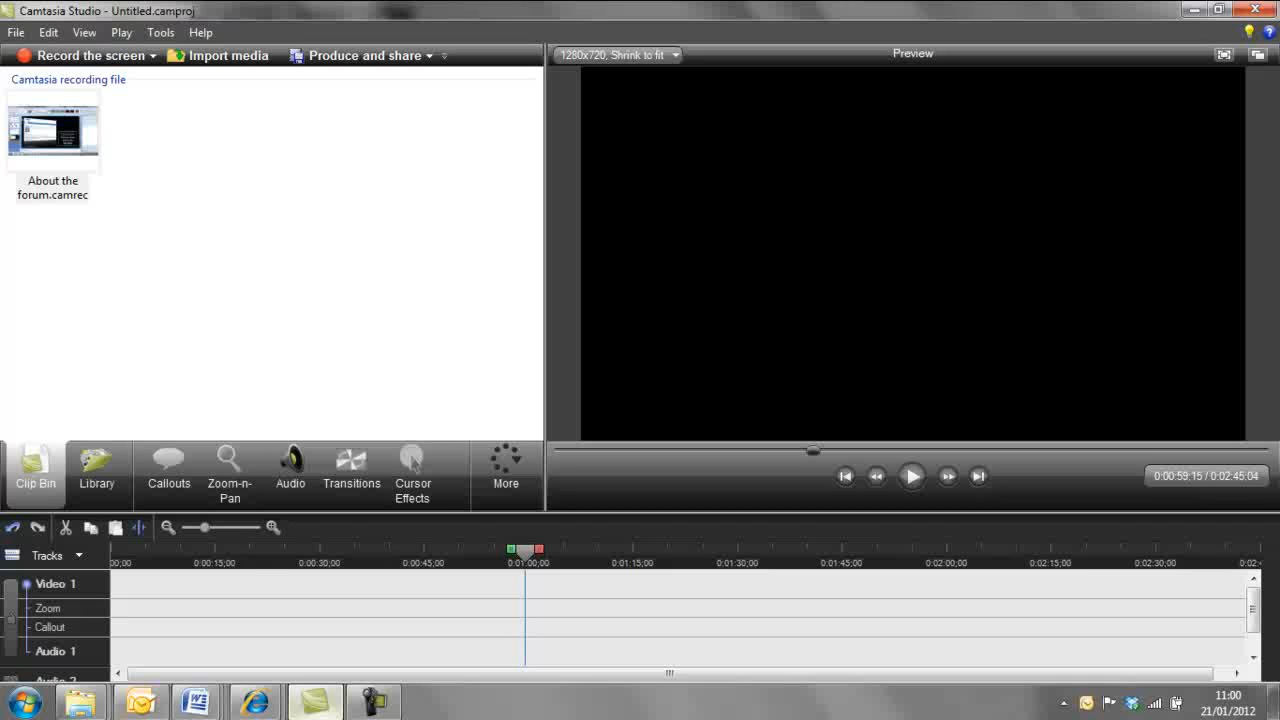 Camtasia Studio - Untitled.camproj
File Edit View Play Tools Help
Record the screen Import media Produce and share
1280x720, Shrink to fit
Preview
Camtasia recording file
About the
forum.camrec
Clip Bin Library Callouts Zoom-n-
Pan Audio Transitions Cursor
Effects More
0:00:59;15 / 0:02:45;04
Tracks
00;00 0:00:15;00 0:00:30;00 0:00:45;00 0:01:00;00 0:01:15;00 0:01:30;00 0:01:45;00 0:02:00;00 0:02:15;00 0:02:30;00 0:02:4
Video 1
Zoom
Callout
Audio 1
Audio 2
11:00
21/01/2012